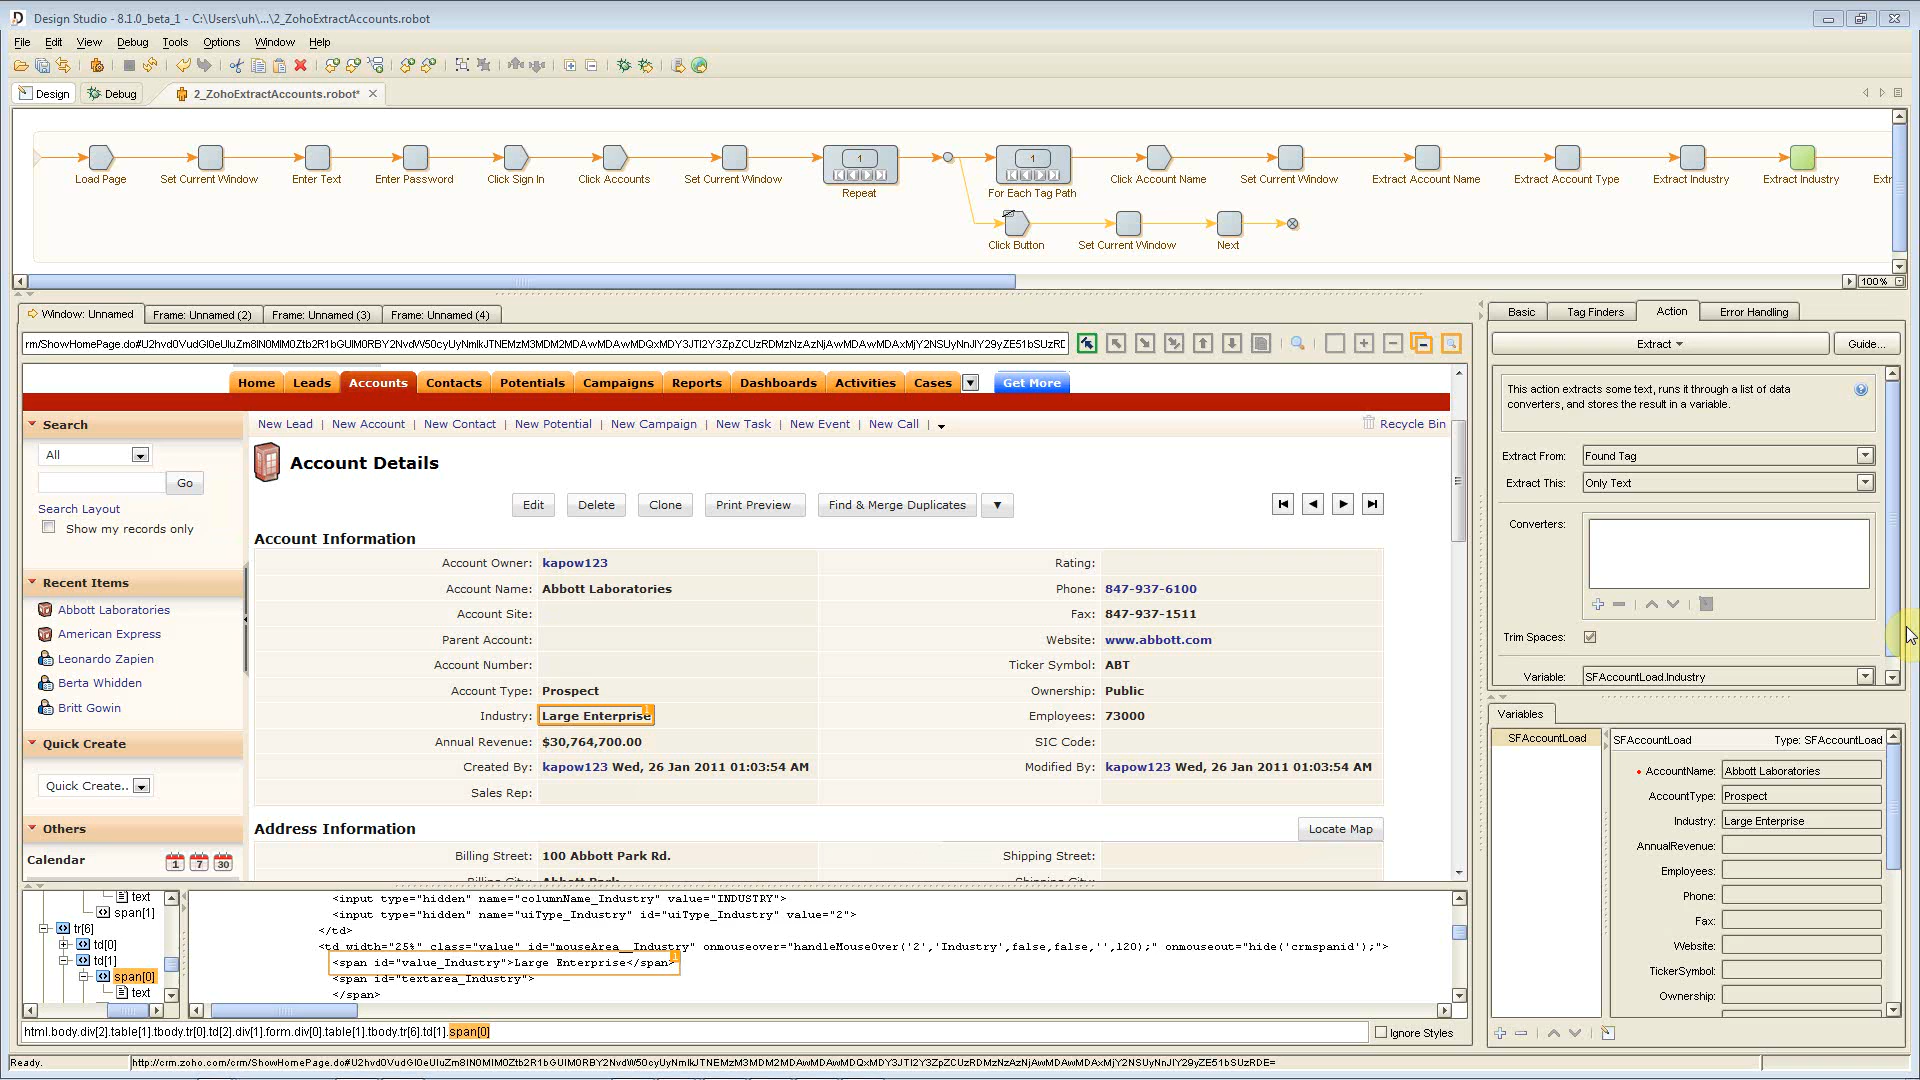 Design Studio - 8.1.0_beta_1 - C:\Users\uh\...\2_ZohoExtractAccounts.robot
File Edit View Debug Tools Options Window Help
Design Debug 2_ZohoExtractAccounts.robot*
1 1
Load Page Set Current Window Enter Text Enter Password Click Sign In Click Accounts Set Current Window Repeat For Each Tag Path Click Account Name Set Current Window Extract Account Name Extract Account Type Extract Industry Extract Industry
Click Button Set Current Window Next
100%
Window: Unnamed Frame: Unnamed (2) Frame: Unnamed (3) Frame: Unnamed (4)
Home Leads Accounts Contacts Potentials Campaigns Reports Dashboards Activities Cases Get More
New Lead | New Account | New Contact | New Potential | New Campaign | New Task | New Event | New Call | Recycle Bin
Search
All
Go
Search Layout
Show my records only
Recent Items
Abbott Laboratories
American Express
Leonardo Zapien
Berta Whidden
Britt Gowin
Quick Create
Quick Create..
Others
Calendar 1 7 30
Account Details
Edit Delete Clone Print Preview Find & Merge Duplicates
Account Information
Account Owner: kapow123 Rating:
Account Name: Abbott Laboratories Phone: 847-937-6100
Account Site: Fax: 847-937-1511
Parent Account: Website: www.abbott.com
Account Number: Ticker Symbol: ABT
Account Type: Prospect Ownership: Public
Industry: Large Enterprise Employees: 73000
Annual Revenue: $30,764,700.00 SIC Code:
Created By: kapow123 Wed, 26 Jan 2011 01:03:54 AM Modified By: kapow123 Wed, 26 Jan 2011 01:03:54 AM
Sales Rep:
Address Information Locate Map
Billing Street: 100 Abbott Park Rd. Shipping Street:
text
span[1]
tr[6]
td[0]
td[1]
span[0]
text
<input type="hidden" name="columnName_Industry" value="INDUSTRY">
<input type="hidden" name="uiType_Industry" id="uiType_Industry" value="2">
</td>
<td width="25%" class="value" id="mouseArea__Industry" onmouseover="handleMouseOver('2','Industry',false,false,'',120);" onmouseout="hide('crmspanid');">
<span id="value_Industry">Large Enterprise</span>
<span id="textarea_Industry">
</span>
html.body.div[2].table[1].tbody.tr[0].td[2].div[1].form.div[0].table[1].tbody.tr[6].td[1].span[0]
Ignore Styles
Basic Tag Finders Action Error Handling
Extract Guide...
This action extracts some text, runs it through a list of data
converters, and stores the result in a variable.
Extract From: Found Tag
Extract This: Only Text
Converters:
Trim Spaces:
Variable: SFAccountLoad.Industry
Variables
SFAccountLoad SFAccountLoad Type: SFAccountLoad
AccountName: Abbott Laboratories
AccountType: Prospect
Industry: Large Enterprise
AnnualRevenue:
Employees:
Phone:
Fax:
Website:
TickerSymbol:
Ownership:
Ready.